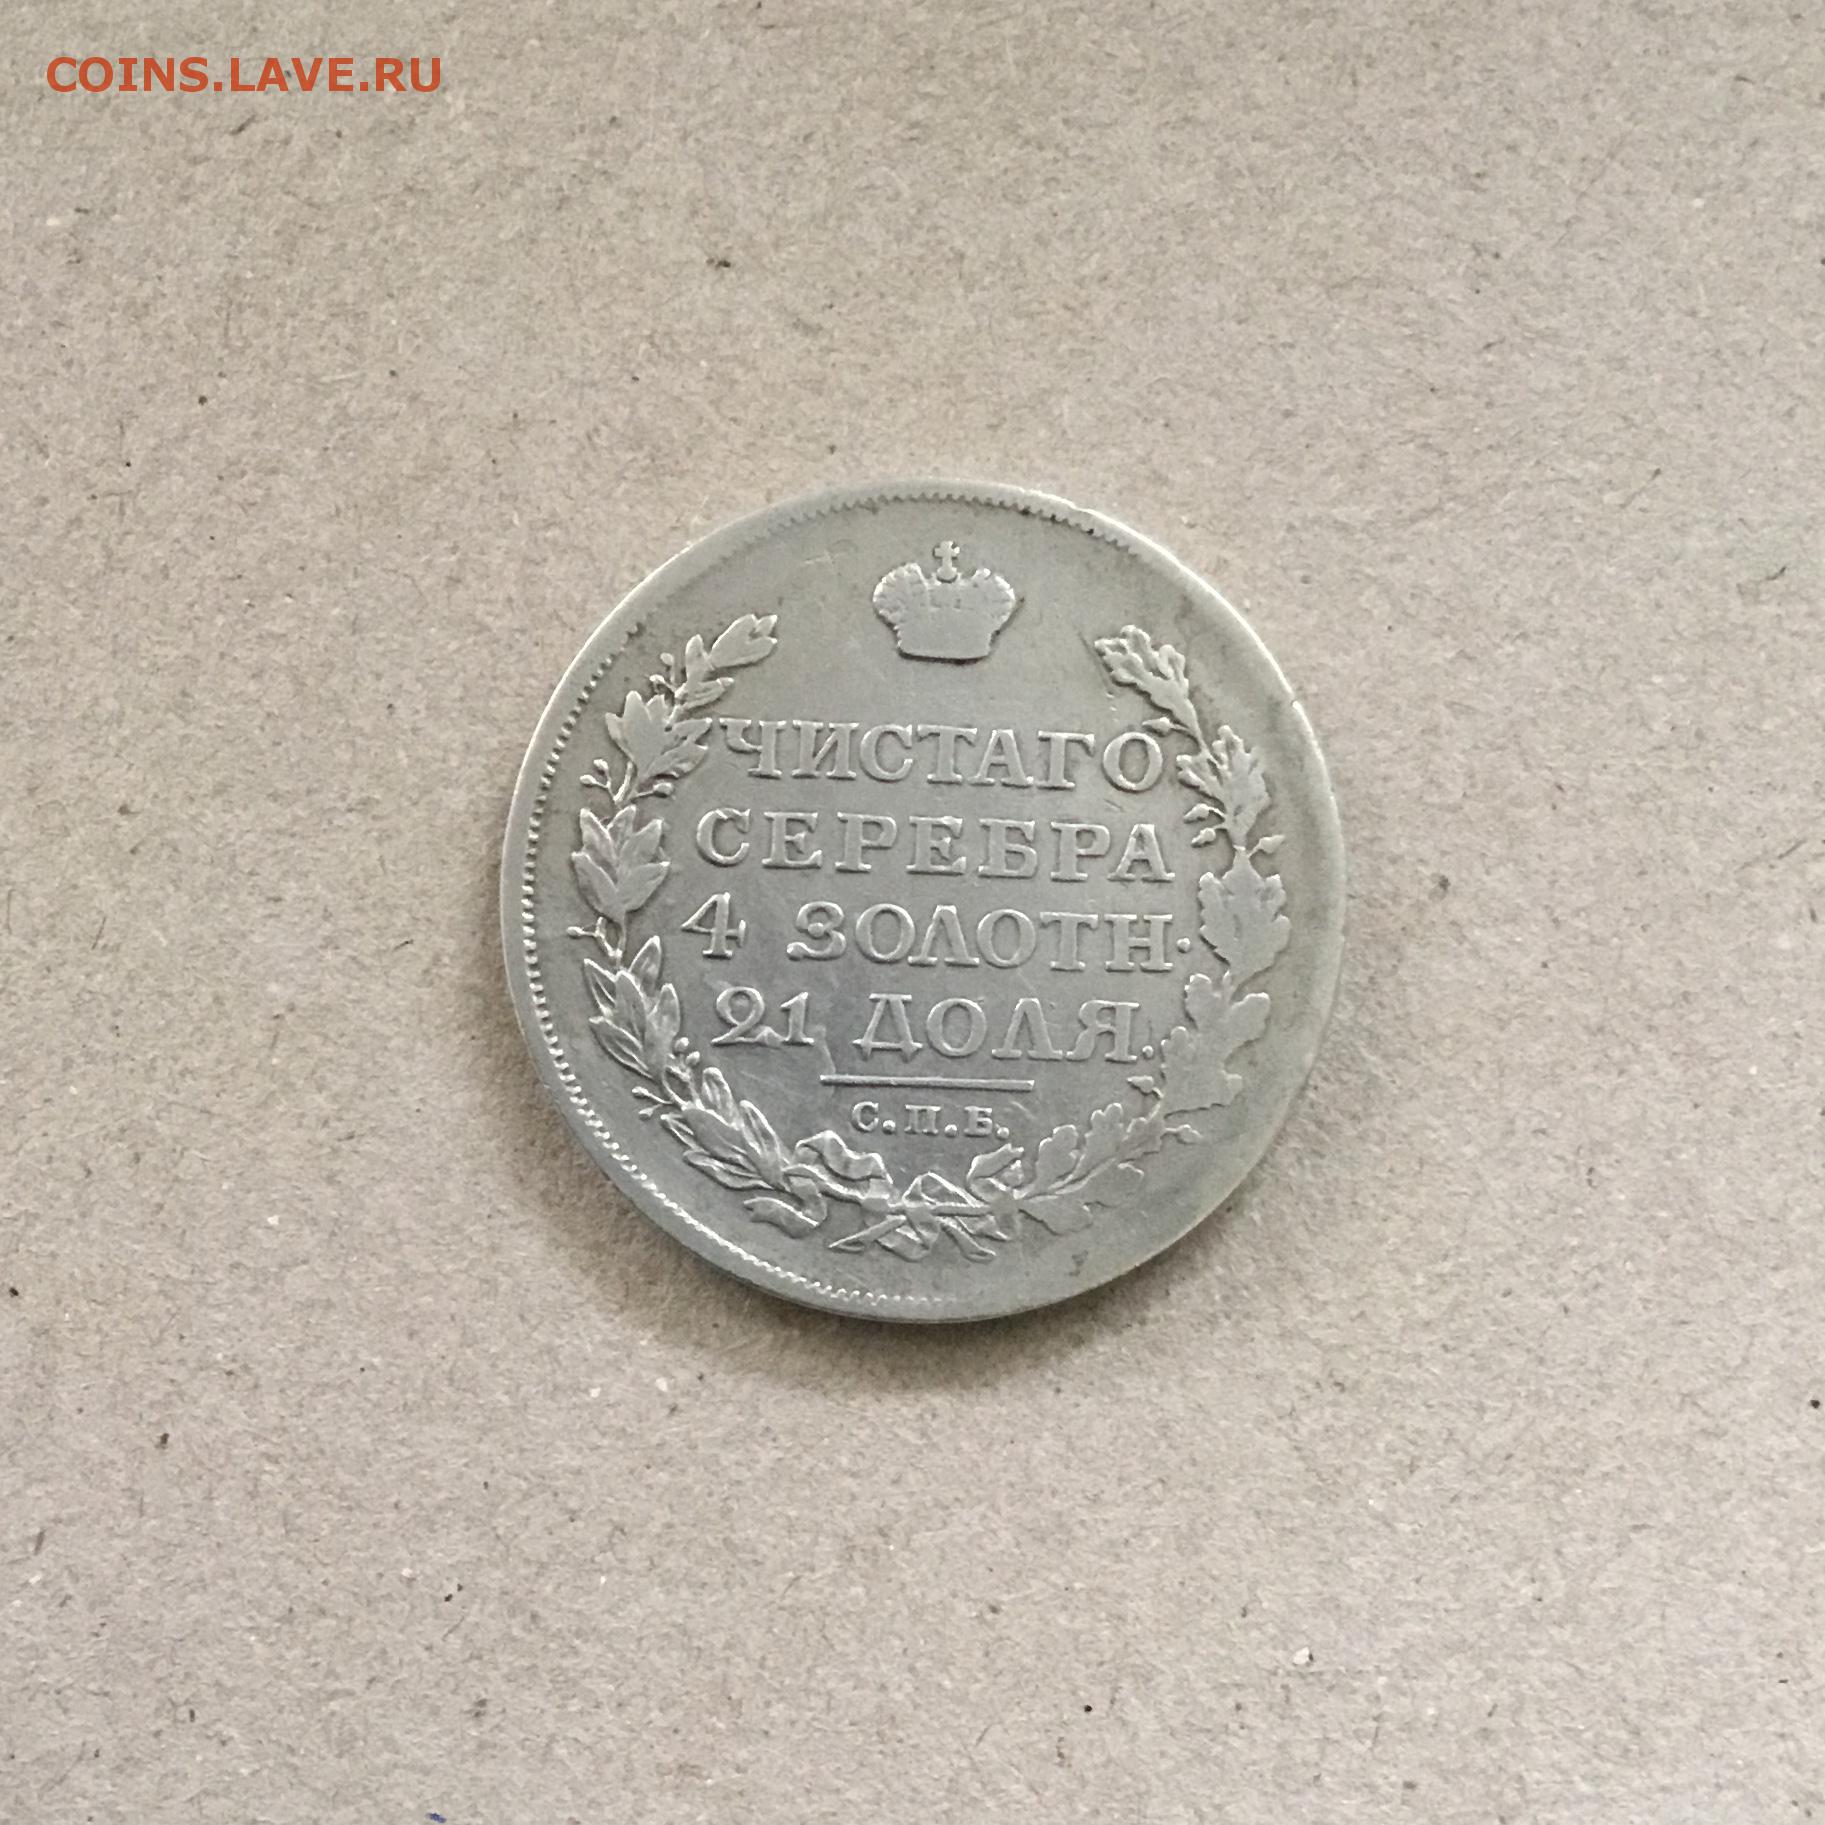 COINS.LAVE.RU
ЧИСТАГО
СЕРЕБРА
4 ЗОЛОТН.
21 ДОЛЯ.
С.П.Б.